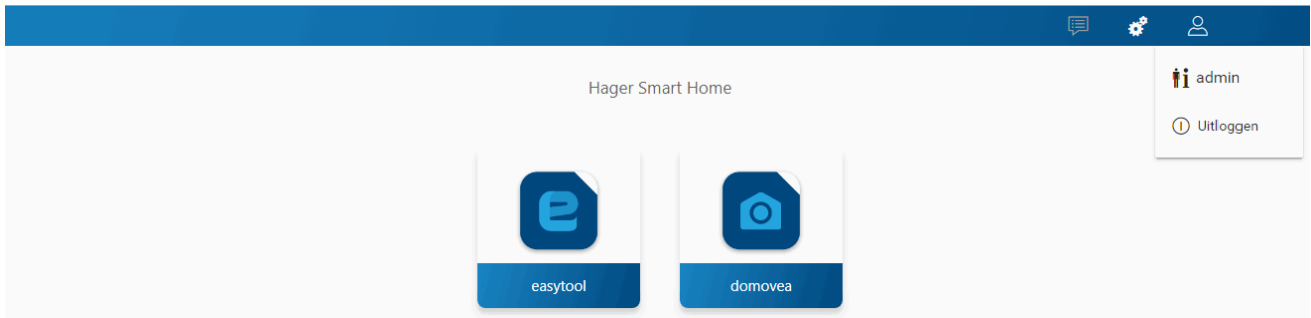 Hager Smart Home
admin
Uitloggen
easytool
domovea